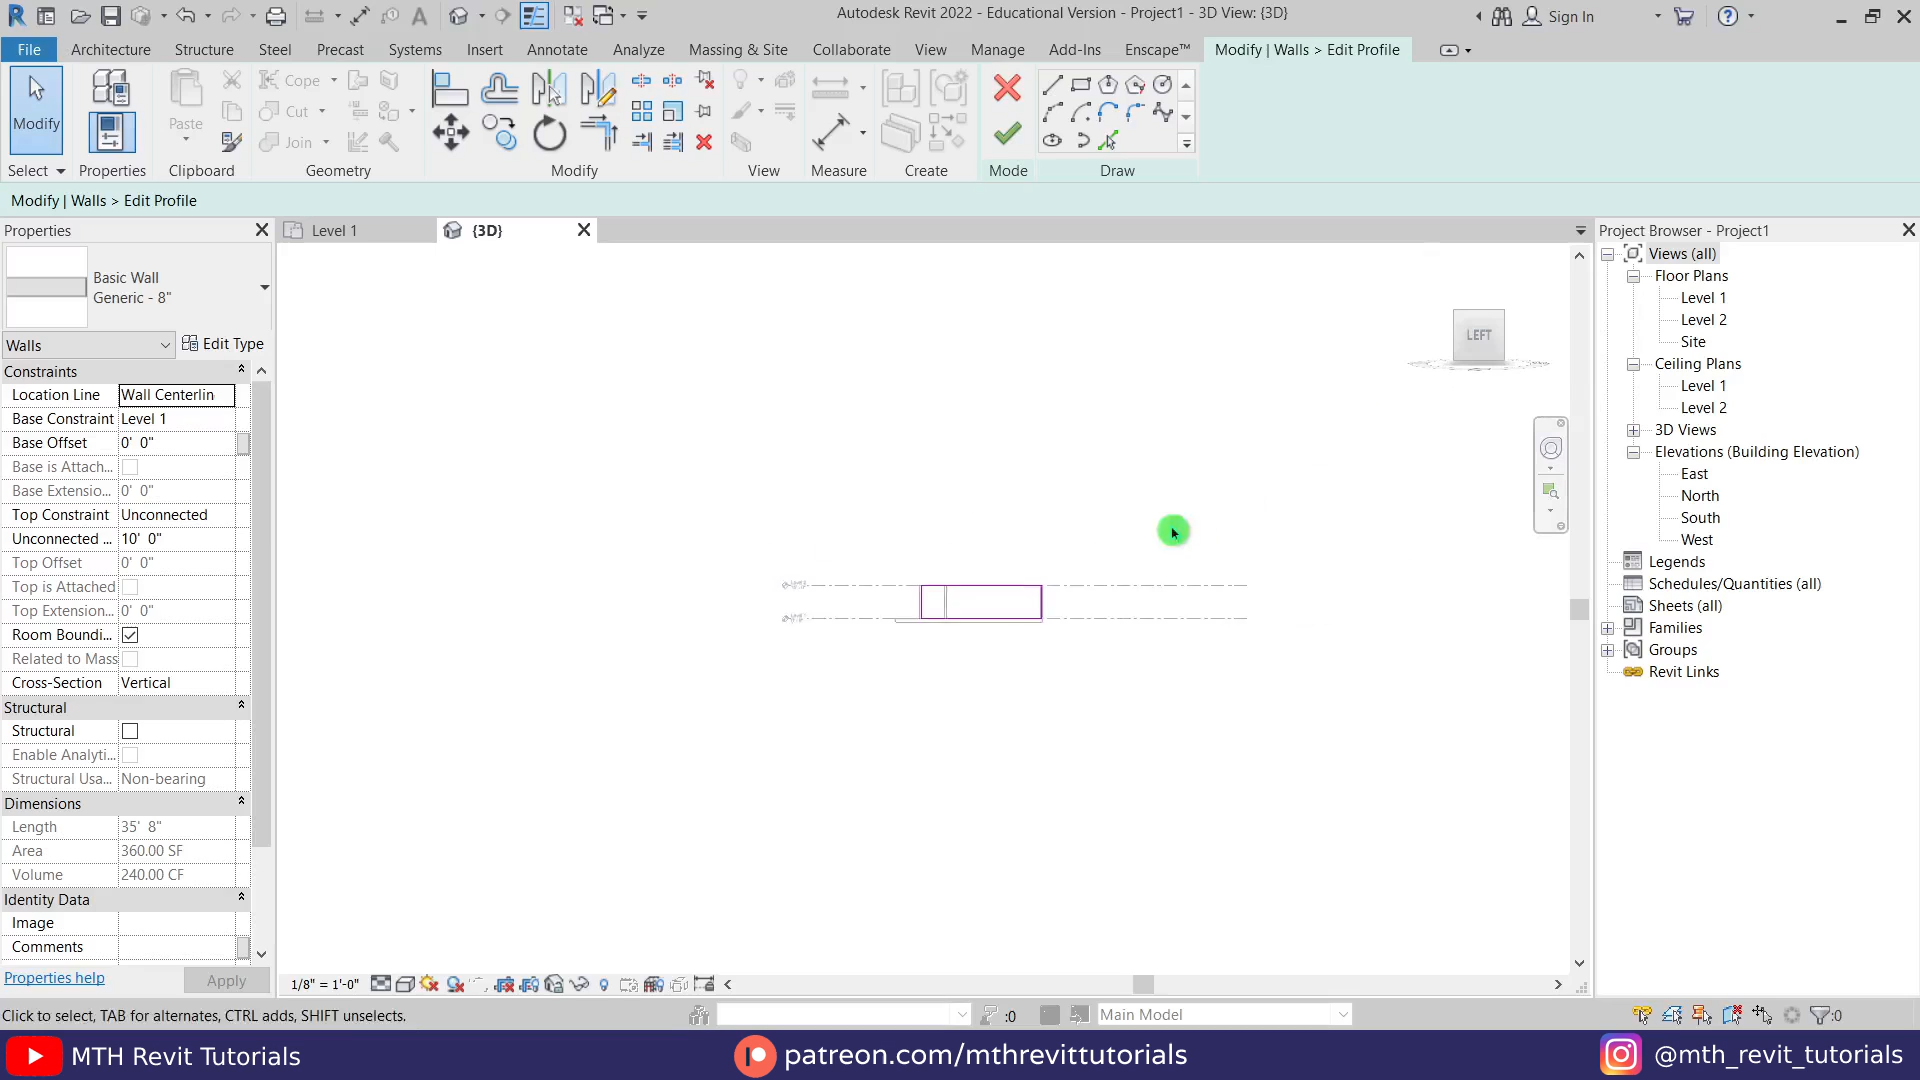 Autodesk Revit 2022 - Educational Version - Project1 - 3D View: {3D}
Sign In
File Architecture Structure Steel Precast Systems Insert Annotate Analyze Massing & Site Collaborate View Manage Add-Ins Enscape™ Modify | Walls > Edit Profile
Modify
Paste
Cope
Cut
Join
Select Properties Clipboard Geometry Modify View Measure Create Mode Draw
Modify | Walls > Edit Profile
Properties
Level 1
{3D}
Project Browser - Project1
Basic Wall
Generic - 8"
Walls
Edit Type
Constraints
Location Line Wall Centerlin
Base Constraint Level 1
Base Offset 0' 0"
Base is Attach...
Base Extensio... 0' 0"
Top Constraint Unconnected
Unconnected ... 10' 0"
Top Offset 0' 0"
Top is Attached
Top Extension... 0' 0"
Room Boundi...
Related to Mass
Cross-Section Vertical
Structural
Structural
Enable Analyti...
Structural Usa... Non-bearing
Dimensions
Length 35' 8"
Area 360.00 SF
Volume 240.00 CF
Identity Data
Image
Comments
Properties help
Apply
LEFT
Views (all)
Floor Plans
Level 1
Level 2
Site
Ceiling Plans
Level 1
Level 2
3D Views
Elevations (Building Elevation)
East
North
South
West
Legends
Schedules/Quantities (all)
Sheets (all)
Families
Groups
Revit Links
1/8" = 1'-0"
Click to select, TAB for alternates, CTRL adds, SHIFT unselects.
:0
Main Model
:0
MTH Revit Tutorials
patreon.com/mthrevittutorials
@mth_revit_tutorials